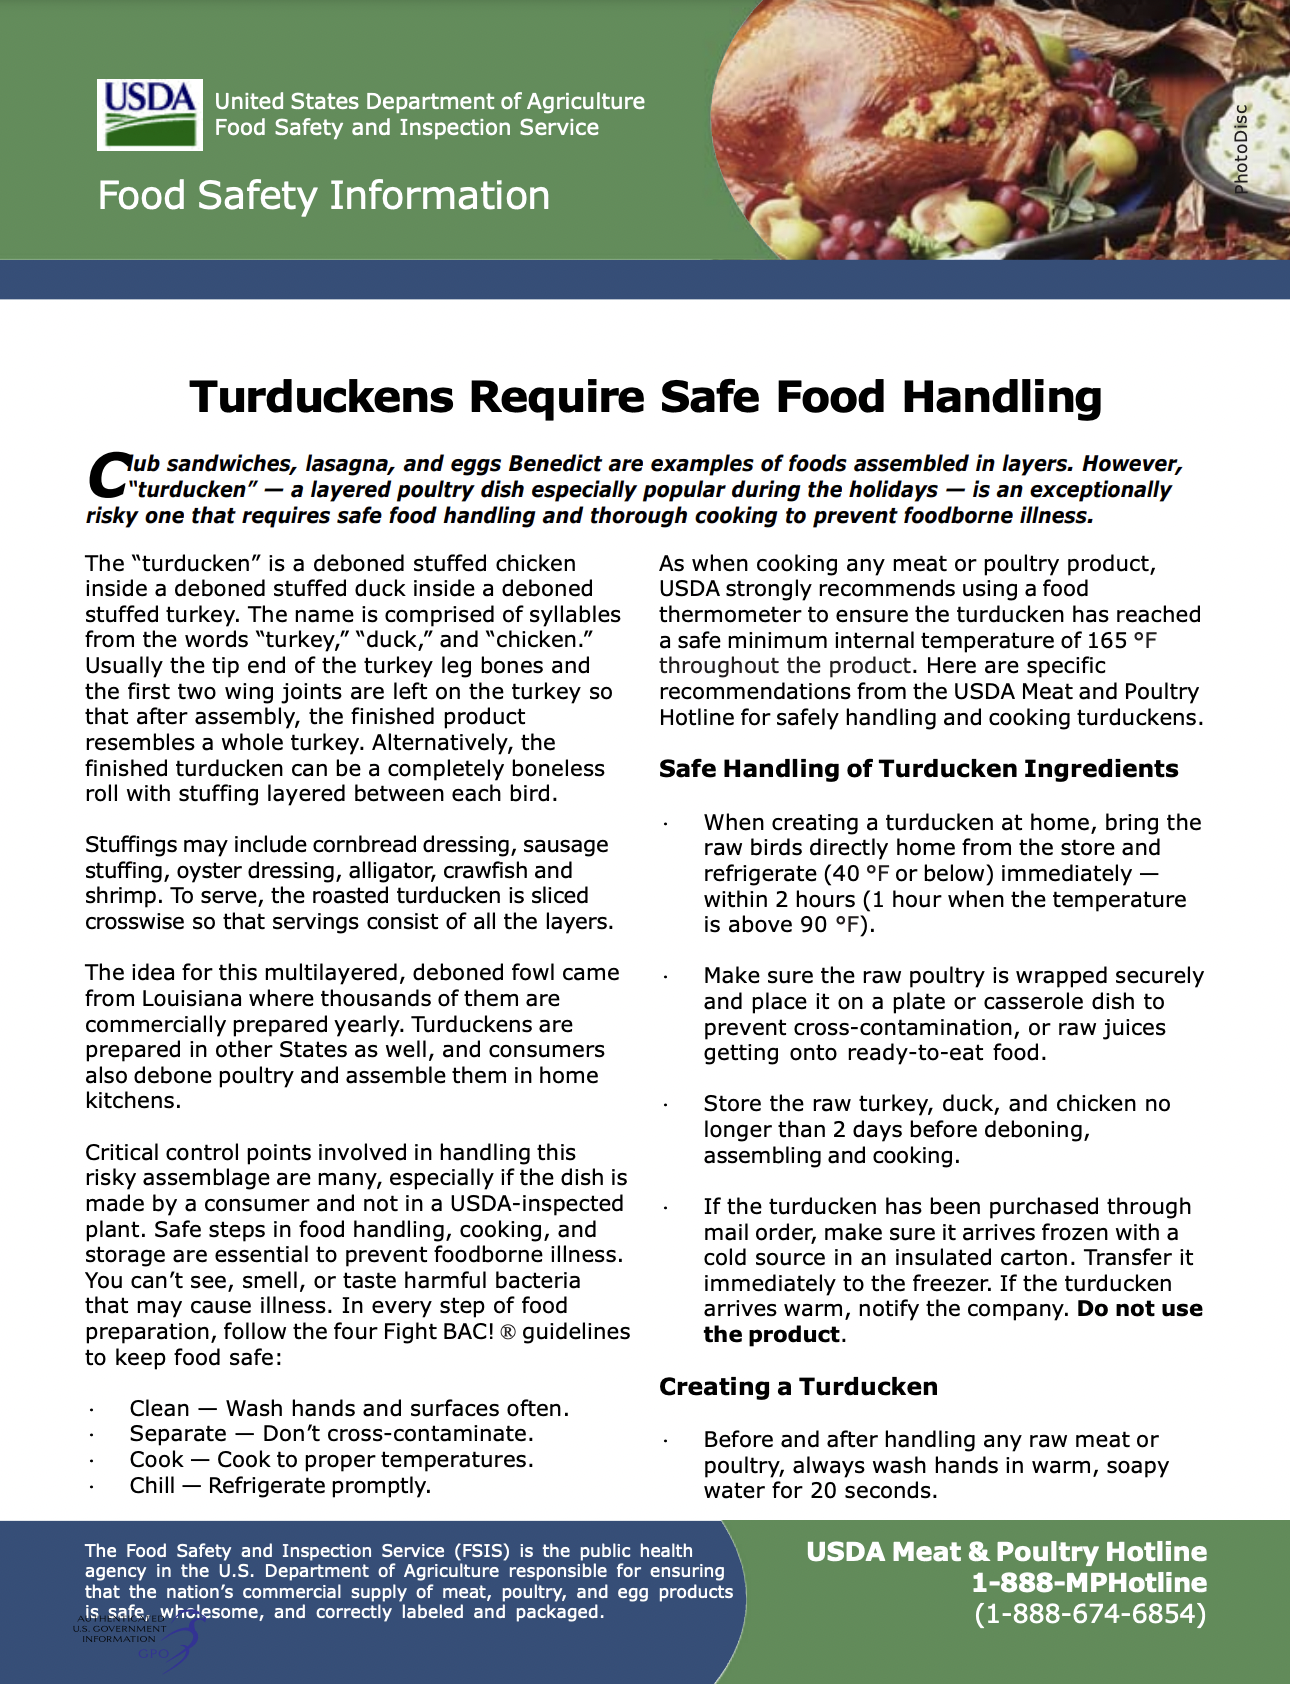 USDA
United States Department of Agriculture
Food Safety and Inspection Service
Food Safety Information
PhotoDisc
Turduckens Require Safe Food Handling
Club sandwiches, lasagna, and eggs Benedict are examples of foods assembled in layers. However,
“turducken” — a layered poultry dish especially popular during the holidays — is an exceptionally
risky one that requires safe food handling and thorough cooking to prevent foodborne illness.
The “turducken” is a deboned stuffed chicken
inside a deboned stuffed duck inside a deboned
stuffed turkey. The name is comprised of syllables
from the words “turkey,” “duck,” and “chicken.”
Usually the tip end of the turkey leg bones and
the first two wing joints are left on the turkey so
that after assembly, the finished product
resembles a whole turkey. Alternatively, the
finished turducken can be a completely boneless
roll with stuffing layered between each bird.
Stuffings may include cornbread dressing, sausage
stuffing, oyster dressing, alligator, crawfish and
shrimp. To serve, the roasted turducken is sliced
crosswise so that servings consist of all the layers.
The idea for this multilayered, deboned fowl came
from Louisiana where thousands of them are
commercially prepared yearly. Turduckens are
prepared in other States as well, and consumers
also debone poultry and assemble them in home
kitchens.
Critical control points involved in handling this
risky assemblage are many, especially if the dish is
made by a consumer and not in a USDA-inspected
plant. Safe steps in food handling, cooking, and
storage are essential to prevent foodborne illness.
You can’t see, smell, or taste harmful bacteria
that may cause illness. In every step of food
preparation, follow the four Fight BAC! ® guidelines
to keep food safe:
· Clean — Wash hands and surfaces often.
· Separate — Don’t cross-contaminate.
· Cook — Cook to proper temperatures.
· Chill — Refrigerate promptly.
As when cooking any meat or poultry product,
USDA strongly recommends using a food
thermometer to ensure the turducken has reached
a safe minimum internal temperature of 165 °F
throughout the product. Here are specific
recommendations from the USDA Meat and Poultry
Hotline for safely handling and cooking turduckens.
Safe Handling of Turducken Ingredients
· When creating a turducken at home, bring the
raw birds directly home from the store and
refrigerate (40 °F or below) immediately —
within 2 hours (1 hour when the temperature
is above 90 °F).
· Make sure the raw poultry is wrapped securely
and place it on a plate or casserole dish to
prevent cross-contamination, or raw juices
getting onto ready-to-eat food.
· Store the raw turkey, duck, and chicken no
longer than 2 days before deboning,
assembling and cooking.
· If the turducken has been purchased through
mail order, make sure it arrives frozen with a
cold source in an insulated carton. Transfer it
immediately to the freezer. If the turducken
arrives warm, notify the company. Do not use
the product.
Creating a Turducken
· Before and after handling any raw meat or
poultry, always wash hands in warm, soapy
water for 20 seconds.
The Food Safety and Inspection Service (FSIS) is the public health
agency in the U.S. Department of Agriculture responsible for ensuring
that the nation’s commercial supply of meat, poultry, and egg products
is safe, wholesome, and correctly labeled and packaged.
AUTHENTICATED
U.S. GOVERNMENT
INFORMATION
GPO
USDA Meat & Poultry Hotline
1-888-MPHotline
(1-888-674-6854)